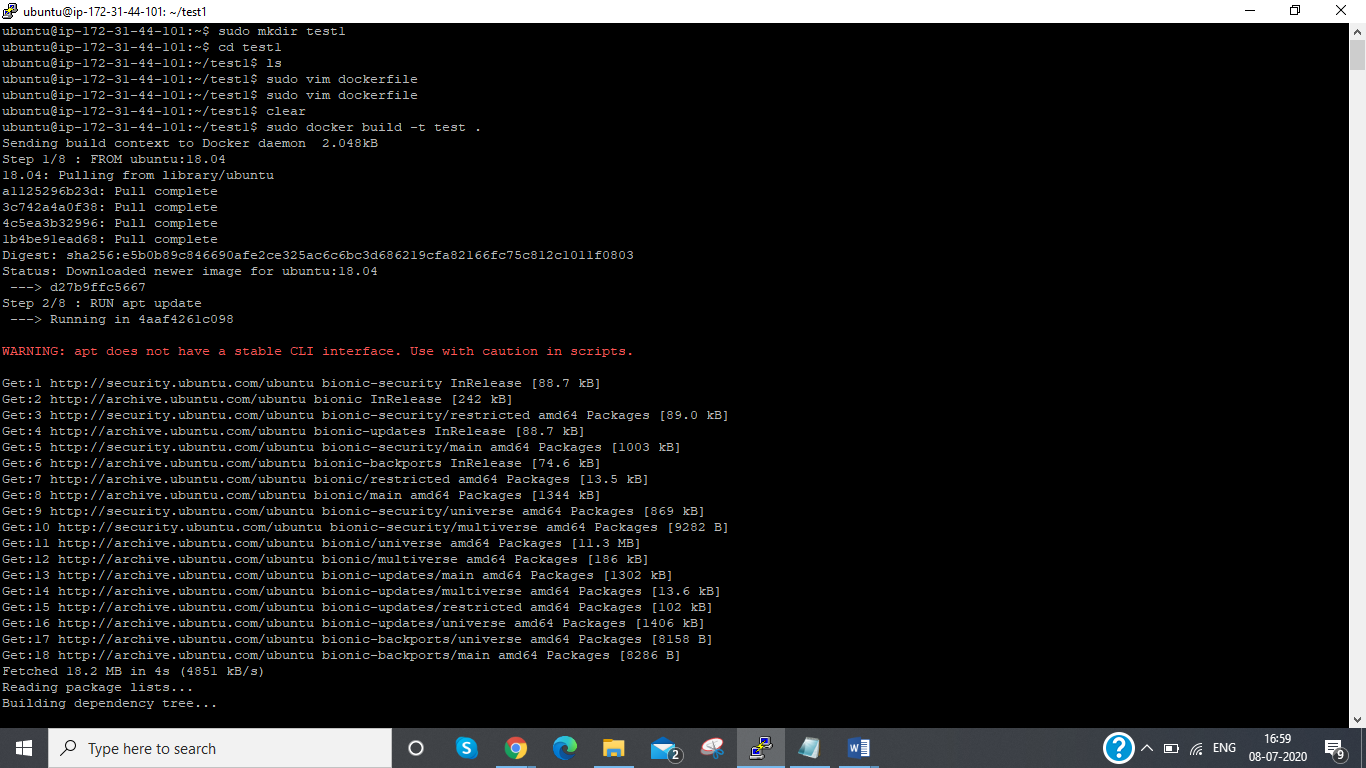 ubuntu@ip-172-31-44-101: ~/test1
ubuntu@ip-172-31-44-101:~$ sudo mkdir test1
ubuntu@ip-172-31-44-101:~$ cd test1
ubuntu@ip-172-31-44-101:~/test1$ ls
ubuntu@ip-172-31-44-101:~/test1$ sudo vim dockerfile
ubuntu@ip-172-31-44-101:~/test1$ sudo vim dockerfile
ubuntu@ip-172-31-44-101:~/test1$ clear
ubuntu@ip-172-31-44-101:~/test1$ sudo docker build -t test .
Sending build context to Docker daemon  2.048kB
Step 1/8 : FROM ubuntu:18.04
18.04: Pulling from library/ubuntu
a1125296b23d: Pull complete
3c742a4a0f38: Pull complete
4c5ea3b32996: Pull complete
1b4be91ead68: Pull complete
Digest: sha256:e5b0b89c846690afe2ce325ac6c6bc3d686219cfa82166fc75c812c1011f0803
Status: Downloaded newer image for ubuntu:18.04
 ---> d27b9ffc5667
Step 2/8 : RUN apt update
 ---> Running in 4aaf4261c098
WARNING: apt does not have a stable CLI interface. Use with caution in scripts.
Get:1 http://security.ubuntu.com/ubuntu bionic-security InRelease [88.7 kB]
Get:2 http://archive.ubuntu.com/ubuntu bionic InRelease [242 kB]
Get:3 http://security.ubuntu.com/ubuntu bionic-security/restricted amd64 Packages [89.0 kB]
Get:4 http://archive.ubuntu.com/ubuntu bionic-updates InRelease [88.7 kB]
Get:5 http://security.ubuntu.com/ubuntu bionic-security/main amd64 Packages [1003 kB]
Get:6 http://archive.ubuntu.com/ubuntu bionic-backports InRelease [74.6 kB]
Get:7 http://archive.ubuntu.com/ubuntu bionic/restricted amd64 Packages [13.5 kB]
Get:8 http://archive.ubuntu.com/ubuntu bionic/main amd64 Packages [1344 kB]
Get:9 http://security.ubuntu.com/ubuntu bionic-security/universe amd64 Packages [869 kB]
Get:10 http://security.ubuntu.com/ubuntu bionic-security/multiverse amd64 Packages [9282 B]
Get:11 http://archive.ubuntu.com/ubuntu bionic/universe amd64 Packages [11.3 MB]
Get:12 http://archive.ubuntu.com/ubuntu bionic/multiverse amd64 Packages [186 kB]
Get:13 http://archive.ubuntu.com/ubuntu bionic-updates/main amd64 Packages [1302 kB]
Get:14 http://archive.ubuntu.com/ubuntu bionic-updates/multiverse amd64 Packages [13.6 kB]
Get:15 http://archive.ubuntu.com/ubuntu bionic-updates/restricted amd64 Packages [102 kB]
Get:16 http://archive.ubuntu.com/ubuntu bionic-updates/universe amd64 Packages [1406 kB]
Get:17 http://archive.ubuntu.com/ubuntu bionic-backports/universe amd64 Packages [8158 B]
Get:18 http://archive.ubuntu.com/ubuntu bionic-backports/main amd64 Packages [8286 B]
Fetched 18.2 MB in 4s (4851 kB/s)
Reading package lists...
Building dependency tree...
Type here to search
2
ENG
16:59
08-07-2020
9